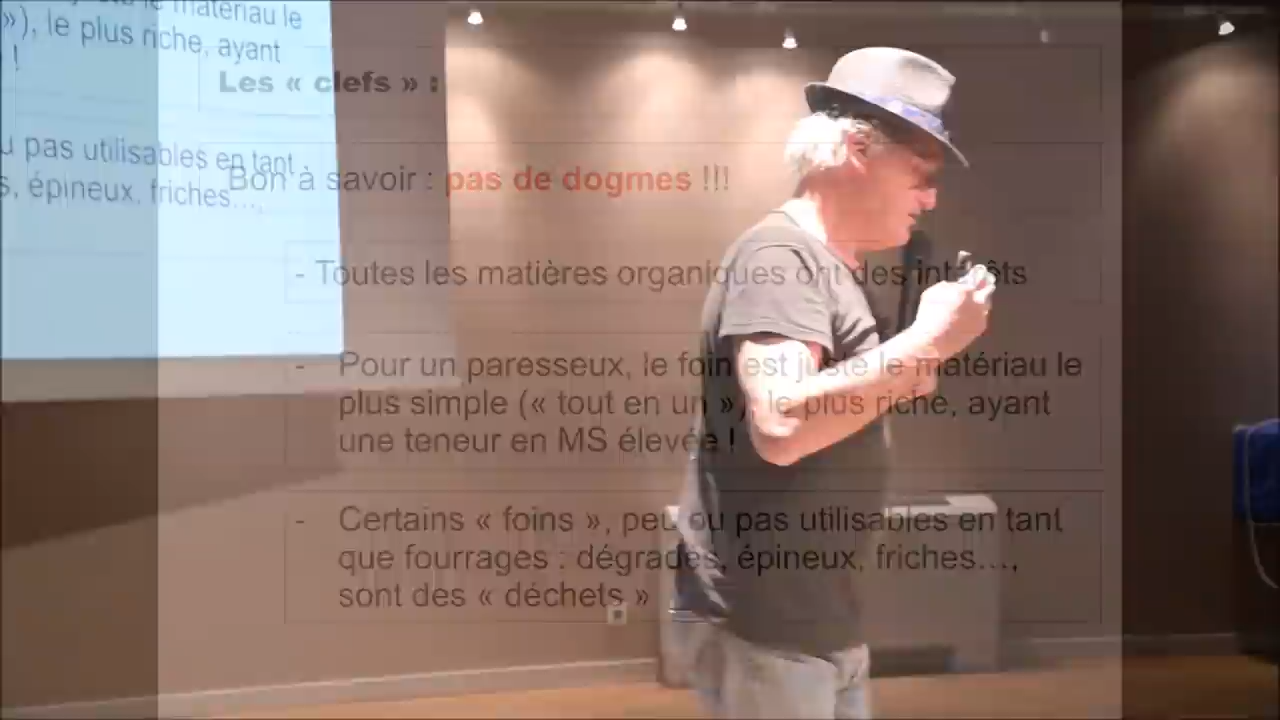 matériau le
»), le plus riche, ayant
!
u pas utilisables en tant
s, épineux, friches...,
Les « clefs » :
Bon à savoir : pas de dogmes !!!
- Toutes les matières organiques ont des intérêts
- Pour un paresseux, le foin est juste le matériau le
plus simple (« tout en un »), le plus riche, ayant
une teneur en MS élevée !
- Certains « foins », peu ou pas utilisables en tant
que fourrages : dégradés, épineux, friches...,
sont des « déchets »